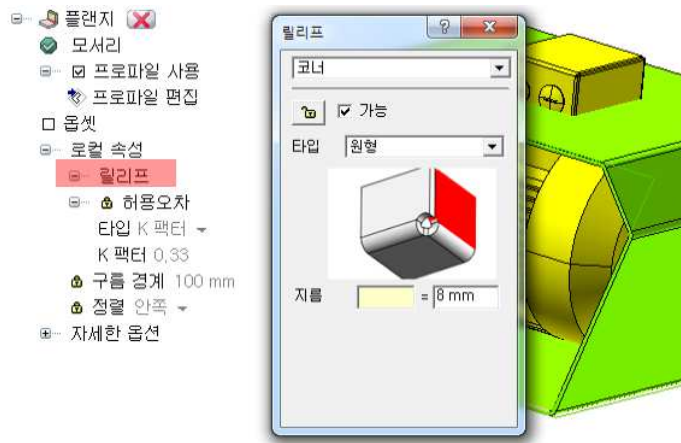 플랜지
모서리
프로파일 사용
프로파일 편집
옵셋
로컬 속성
릴리프
허용오차
타입 K 팩터
K 팩터 0,33
구름 경계 100 mm
정렬 안쪽
자세한 옵션
릴리프
코너
가능
타입 원형
지름 = 8 mm